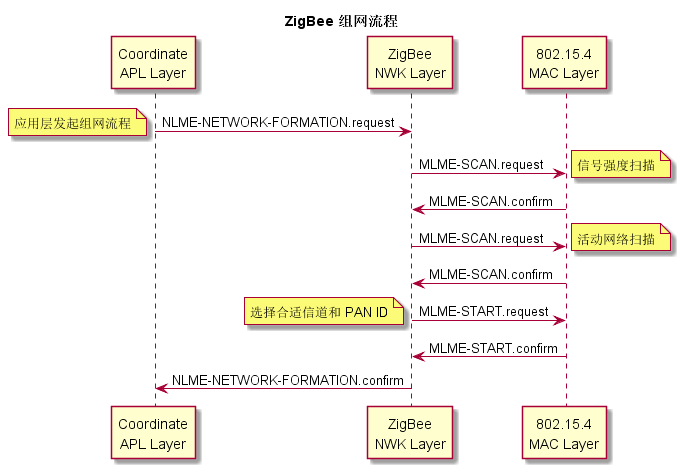 ZigBee 组网流程
Coordinate
APL Layer
ZigBee
NWK Layer
802.15.4
MAC Layer
应用层发起组网流程
NLME-NETWORK-FORMATION.request
MLME-SCAN.request
信号强度扫描
MLME-SCAN.confirm
MLME-SCAN.request
活动网络扫描
MLME-SCAN.confirm
选择合适信道和 PAN ID
MLME-START.request
MLME-START.confirm
NLME-NETWORK-FORMATION.confirm
Coordinate
APL Layer
ZigBee
NWK Layer
802.15.4
MAC Layer